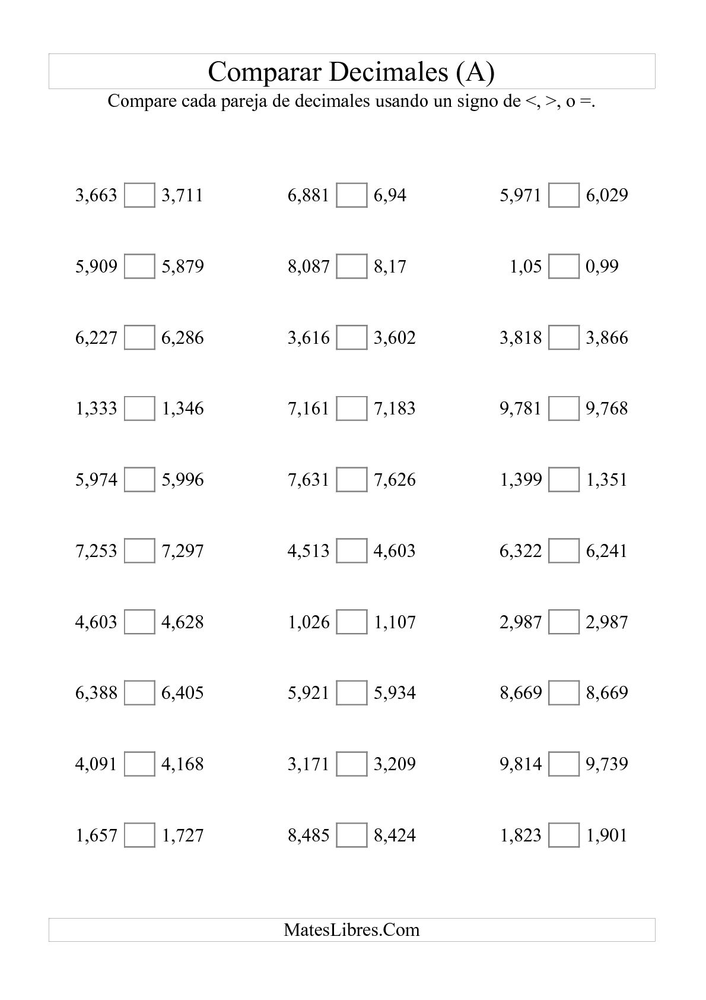 Comparar Decimales (A)
Compare cada pareja de decimales usando un signo de <, >, o =.
3,663 3,711 6,881 6,94 5,971 6,029
5,909 5,879 8,087 8,17 1,05 0,99
6,227 6,286 3,616 3,602 3,818 3,866
1,333 1,346 7,161 7,183 9,781 9,768
5,974 5,996 7,631 7,626 1,399 1,351
7,253 7,297 4,513 4,603 6,322 6,241
4,603 4,628 1,026 1,107 2,987 2,987
6,388 6,405 5,921 5,934 8,669 8,669
4,091 4,168 3,171 3,209 9,814 9,739
1,657 1,727 8,485 8,424 1,823 1,901
MatesLibres.Com